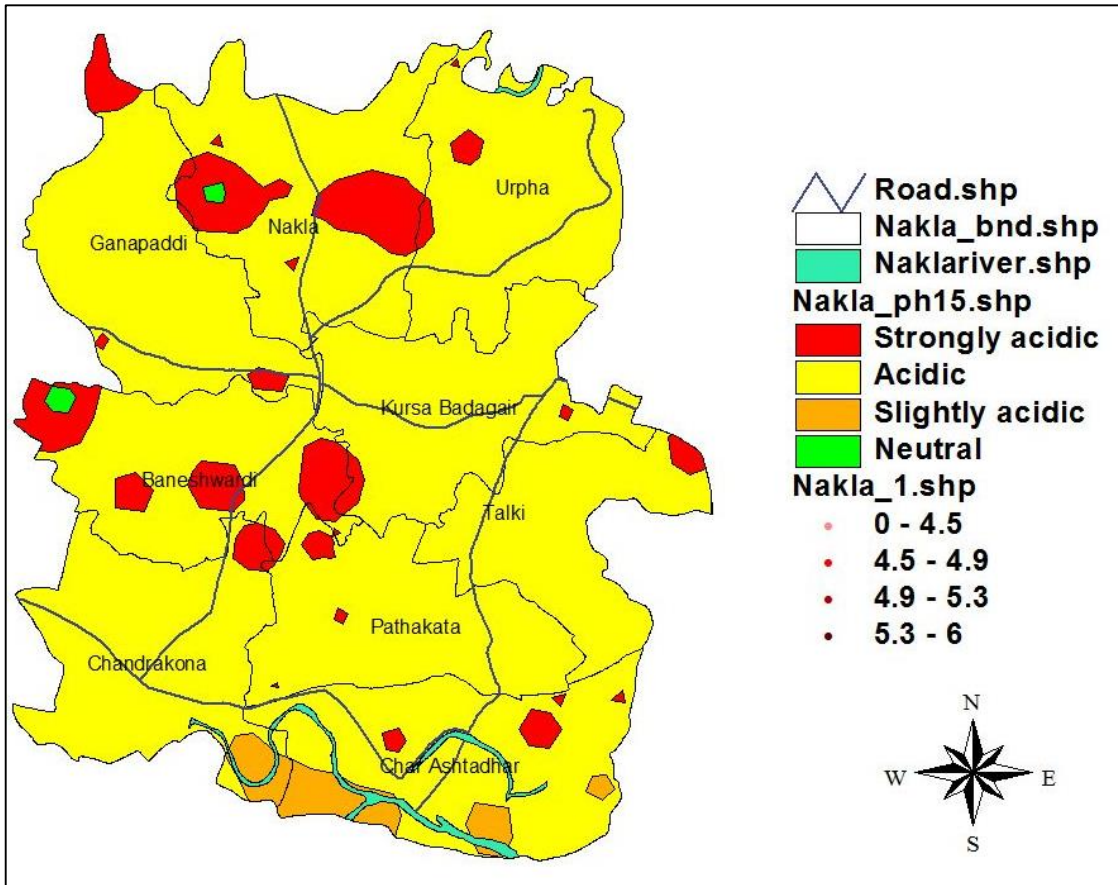 Urpha
Nakla
Ganapaddi
Kursa Badagair
Baneshwardi
Talki
Pathakata
Chandrakona
Char Ashtadhar
Road.shp
Nakla_bnd.shp
Naklariver.shp
Nakla_ph15.shp
Strongly acidic
Acidic
Slightly acidic
Neutral
Nakla_1.shp
0 - 4.5
4.5 - 4.9
4.9 - 5.3
5.3 - 6
N
W E
S